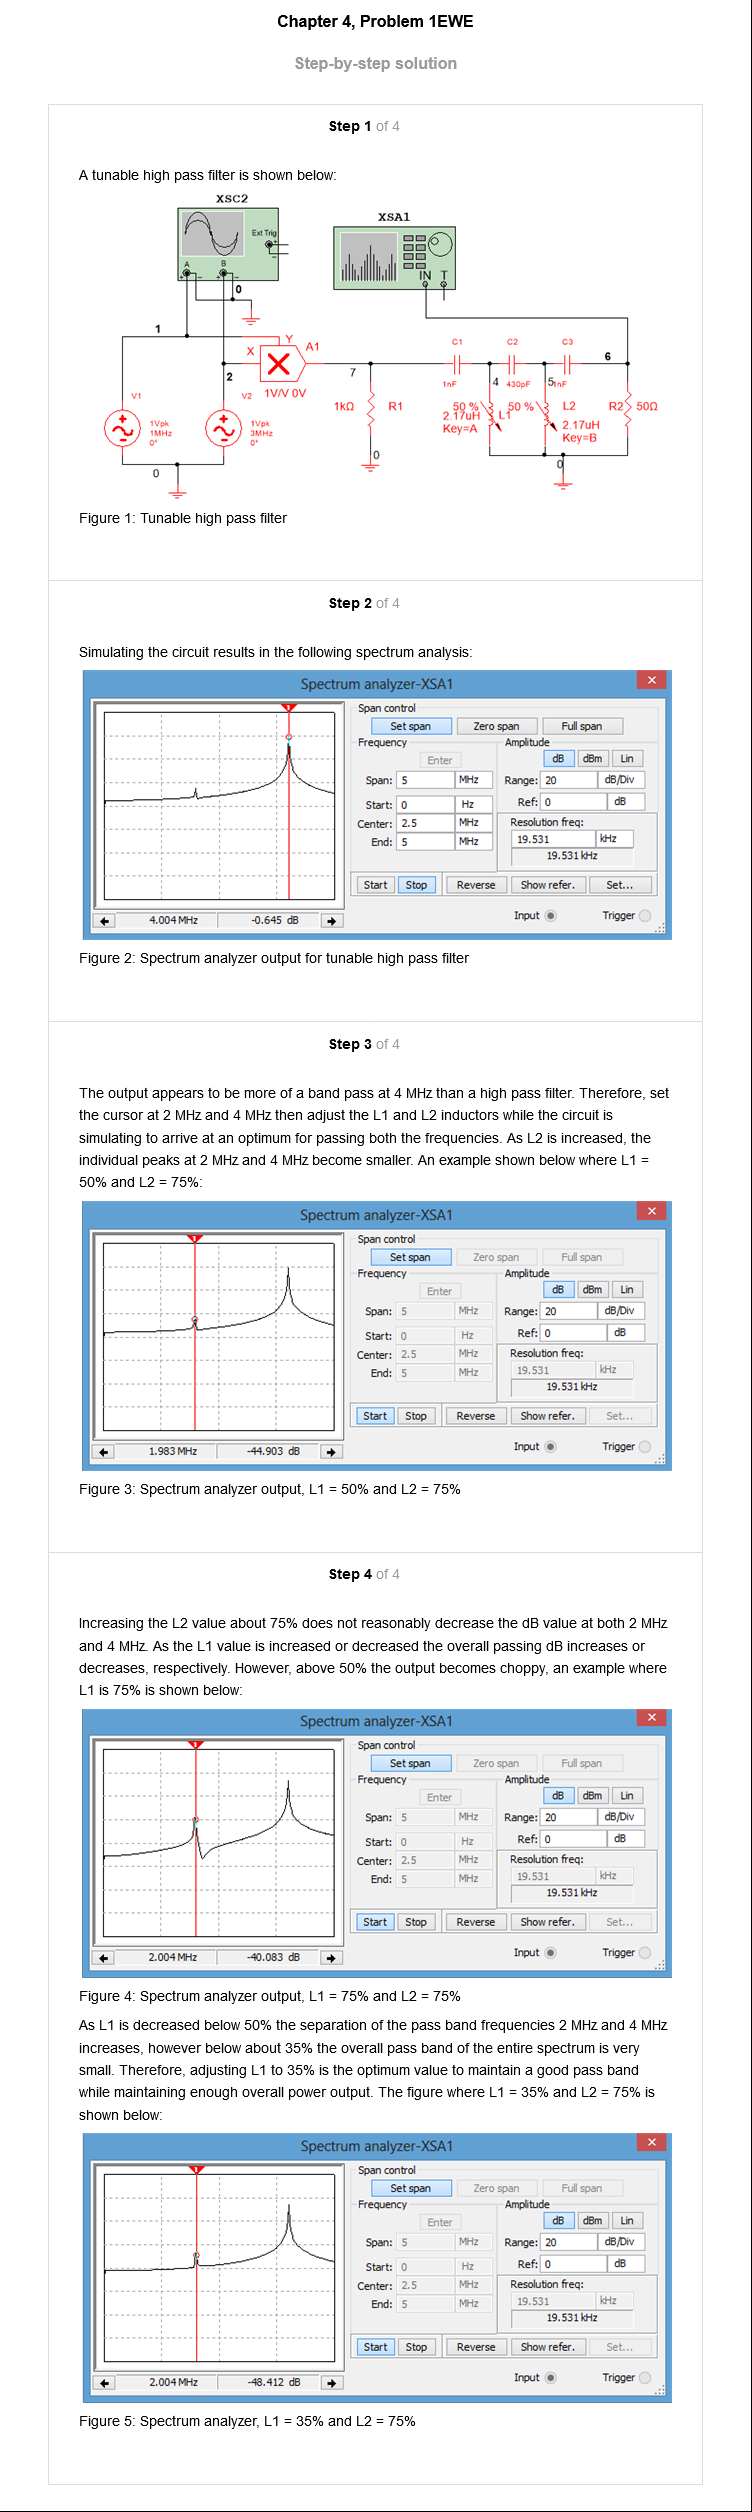 Chapter 4, Problem 1EWE
Step-by-step solution
Step 1 of 4
A tunable high pass filter is shown below:
XSC2
XSA1
Ext Trig
A
B
IN T
0
1
X
Y
A1
2
7
C1
C2
C3
6
1nF
4
430pF
5
1nF
V1
V2
1V/V 0V
1kΩ
R1
50 %
L1
50 %
L2
R2
50Ω
2.17uH
Key=A
2.17uH
Key=B
1Vpk
1MHz
0°
1Vpk
3MHz
0°
0
0
0
Figure 1: Tunable high pass filter
Step 2 of 4
Simulating the circuit results in the following spectrum analysis:
Spectrum analyzer-XSA1
Span control
Set span
Zero span
Full span
Frequency
Amplitude
Enter
dB
dBm
Lin
Span: 5 MHz
Range: 20 dB/Div
Start: 0 Hz
Ref: 0 dB
Center: 2.5 MHz
Resolution freq:
End: 5 MHz
19.531 kHz
19.531 kHz
Start
Stop
Reverse
Show refer.
Set...
4.004 MHz
-0.645 dB
Input
Trigger
Figure 2: Spectrum analyzer output for tunable high pass filter
Step 3 of 4
The output appears to be more of a band pass at 4 MHz than a high pass filter. Therefore, set
the cursor at 2 MHz and 4 MHz then adjust the L1 and L2 inductors while the circuit is
simulating to arrive at an optimum for passing both the frequencies. As L2 is increased, the
individual peaks at 2 MHz and 4 MHz become smaller. An example shown below where L1 =
50% and L2 = 75%:
Spectrum analyzer-XSA1
Span control
Set span
Zero span
Full span
Frequency
Amplitude
Enter
dB
dBm
Lin
Span: 5 MHz
Range: 20 dB/Div
Start: 0 Hz
Ref: 0 dB
Center: 2.5 MHz
Resolution freq:
End: 5 MHz
19.531 kHz
19.531 kHz
Start
Stop
Reverse
Show refer.
Set...
1.983 MHz
-44.903 dB
Input
Trigger
Figure 3: Spectrum analyzer output, L1 = 50% and L2 = 75%
Step 4 of 4
Increasing the L2 value about 75% does not reasonably decrease the dB value at both 2 MHz
and 4 MHz. As the L1 value is increased or decreased the overall passing dB increases or
decreases, respectively. However, above 50% the output becomes choppy, an example where
L1 is 75% is shown below:
Spectrum analyzer-XSA1
Span control
Set span
Zero span
Full span
Frequency
Amplitude
Enter
dB
dBm
Lin
Span: 5 MHz
Range: 20 dB/Div
Start: 0 Hz
Ref: 0 dB
Center: 2.5 MHz
Resolution freq:
End: 5 MHz
19.531 kHz
19.531 kHz
Start
Stop
Reverse
Show refer.
Set...
2.004 MHz
-40.083 dB
Input
Trigger
Figure 4: Spectrum analyzer output, L1 = 75% and L2 = 75%
As L1 is decreased below 50% the separation of the pass band frequencies 2 MHz and 4 MHz
increases, however below about 35% the overall pass band of the entire spectrum is very
small. Therefore, adjusting L1 to 35% is the optimum value to maintain a good pass band
while maintaining enough overall power output. The figure where L1 = 35% and L2 = 75% is
shown below:
Spectrum analyzer-XSA1
Span control
Set span
Zero span
Full span
Frequency
Amplitude
Enter
dB
dBm
Lin
Span: 5 MHz
Range: 20 dB/Div
Start: 0 Hz
Ref: 0 dB
Center: 2.5 MHz
Resolution freq:
End: 5 MHz
19.531 kHz
19.531 kHz
Start
Stop
Reverse
Show refer.
Set...
2.004 MHz
-48.412 dB
Input
Trigger
Figure 5: Spectrum analyzer, L1 = 35% and L2 = 75%